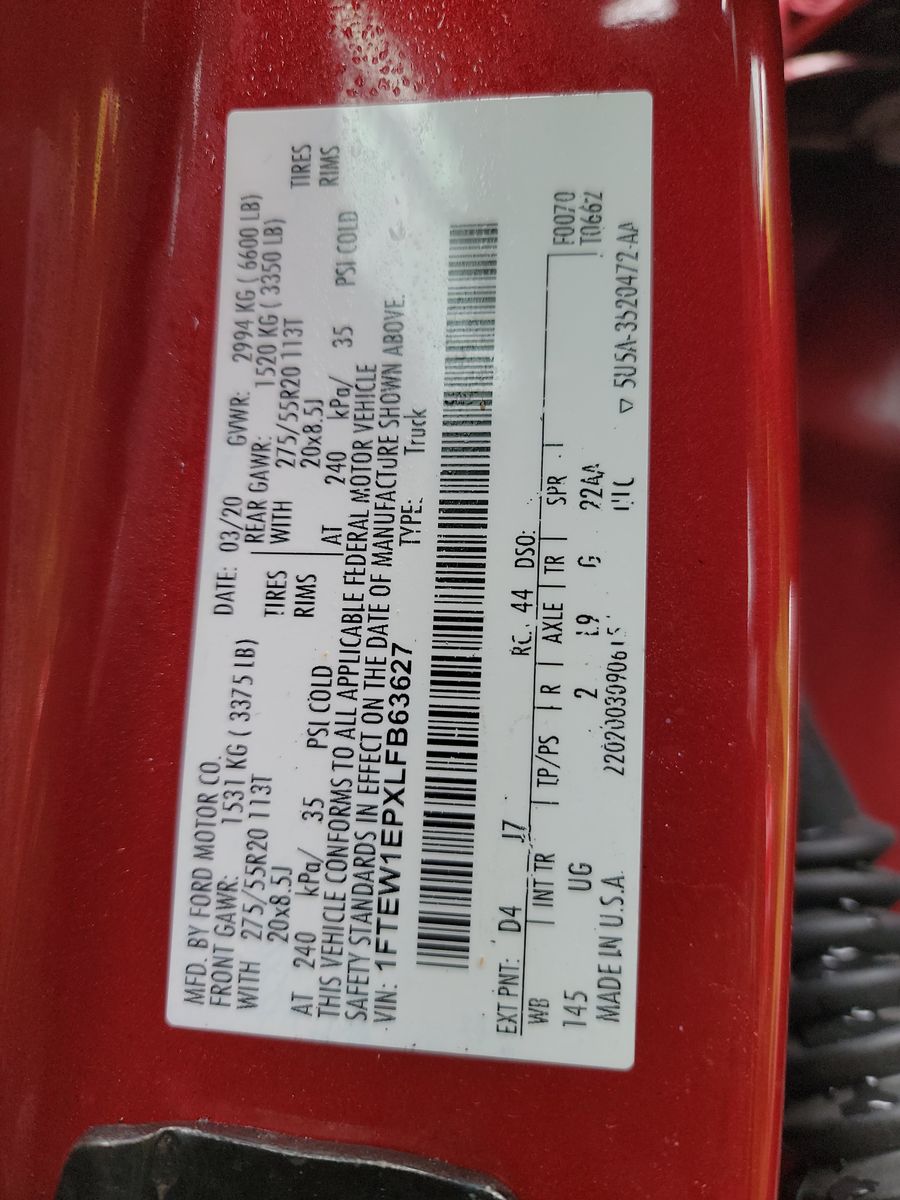 MFD. BY FORD MOTOR CO. DATE: 03/20 GVWR: 2994 KG ( 6600 LB)
FRONT GAWR: 1531 KG ( 3375 LB) REAR GAWR: 1520 KG ( 3350 LB)
WITH 275/55R20 113T TIRES WITH 275/55R20 113T TIRES
20x8.5J RIMS 20x8.5J RIMS
AT 240 kPa/ 35 PSI COLD AT 240 kPa/ 35 PSI COLD
THIS VEHICLE CONFORMS TO ALL APPLICABLE FEDERAL MOTOR VEHICLE
SAFETY STANDARDS IN EFFECT ON THE DATE OF MANUFACTURE SHOWN ABOVE.
VIN: 1FTEW1EPXLFB63627 TYPE: Truck
EXT PNT: D4 J7 RC: 44 DSO: F0070
WB INT TR TP/PS R AXLE TR SPR T0662
145 UG 2 L9 G 22AA
MADE IN U.S.A. ▽ 5U5A-3520472-AA